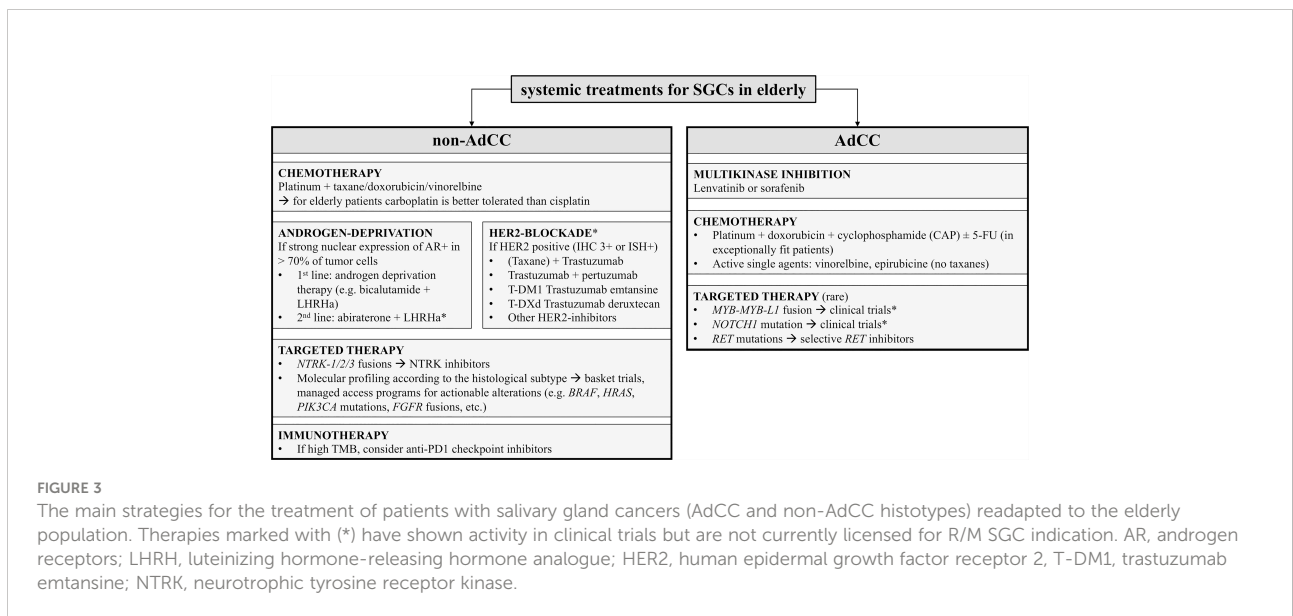 systemic treatments for SGCs in elderly
non-AdCC
CHEMOTHERAPY
Platinum + taxane/doxorubicin/vinorelbine
→ for elderly patients carboplatin is better tolerated than cisplatin
ANDROGEN-DEPRIVATION
If strong nuclear expression of AR+ in
> 70% of tumor cells
• 1st line: androgen deprivation
therapy (e.g. bicalutamide +
LHRHa)
• 2nd line: abiraterone + LHRHa*
HER2-BLOCKADE*
If HER2 positive (IHC 3+ or ISH+)
• (Taxane) + Trastuzumab
• Trastuzumab + pertuzumab
• T-DM1 Trastuzumab emtansine
• T-DXd Trastuzumab deruxtecan
• Other HER2-inhibitors
TARGETED THERAPY
• NTRK-1/2/3 fusions → NTRK inhibitors
• Molecular profiling according to the histological subtype → basket trials,
managed access programs for actionable alterations (e.g. BRAF, HRAS,
PIK3CA mutations, FGFR fusions, etc.)
IMMUNOTHERAPY
• If high TMB, consider anti-PD1 checkpoint inhibitors
AdCC
MULTIKINASE INHIBITION
Lenvatinib or sorafenib
CHEMOTHERAPY
• Platinum + doxorubicin + cyclophosphamide (CAP) ± 5-FU (in
exceptionally fit patients)
• Active single agents: vinorelbine, epirubicine (no taxanes)
TARGETED THERAPY (rare)
• MYB-MYB-L1 fusion → clinical trials*
• NOTCH1 mutation → clinical trials*
• RET mutations → selective RET inhibitors
FIGURE 3
The main strategies for the treatment of patients with salivary gland cancers (AdCC and non-AdCC histotypes) readapted to the elderly
population. Therapies marked with (*) have shown activity in clinical trials but are not currently licensed for R/M SGC indication. AR, androgen
receptors; LHRH, luteinizing hormone-releasing hormone analogue; HER2, human epidermal growth factor receptor 2, T-DM1, trastuzumab
emtansine; NTRK, neurotrophic tyrosine receptor kinase.